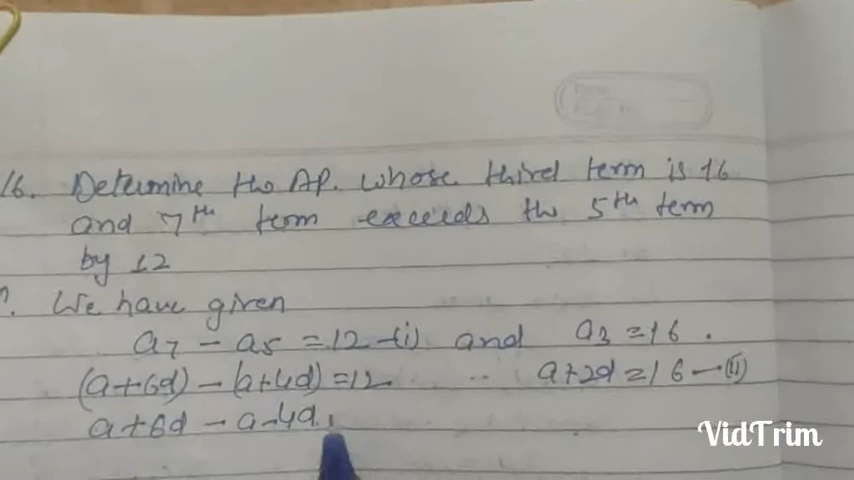 16. Determine the AP. whose third term is 16
and 7th term exceeds the 5th term
by 12
We have given
a7 - a5 = 12 -(i) and a3 = 16 .
(a+6d) - (a+4d) = 12 a+2d = 16 -(ii)
a+6d - a-4d
VidTrim